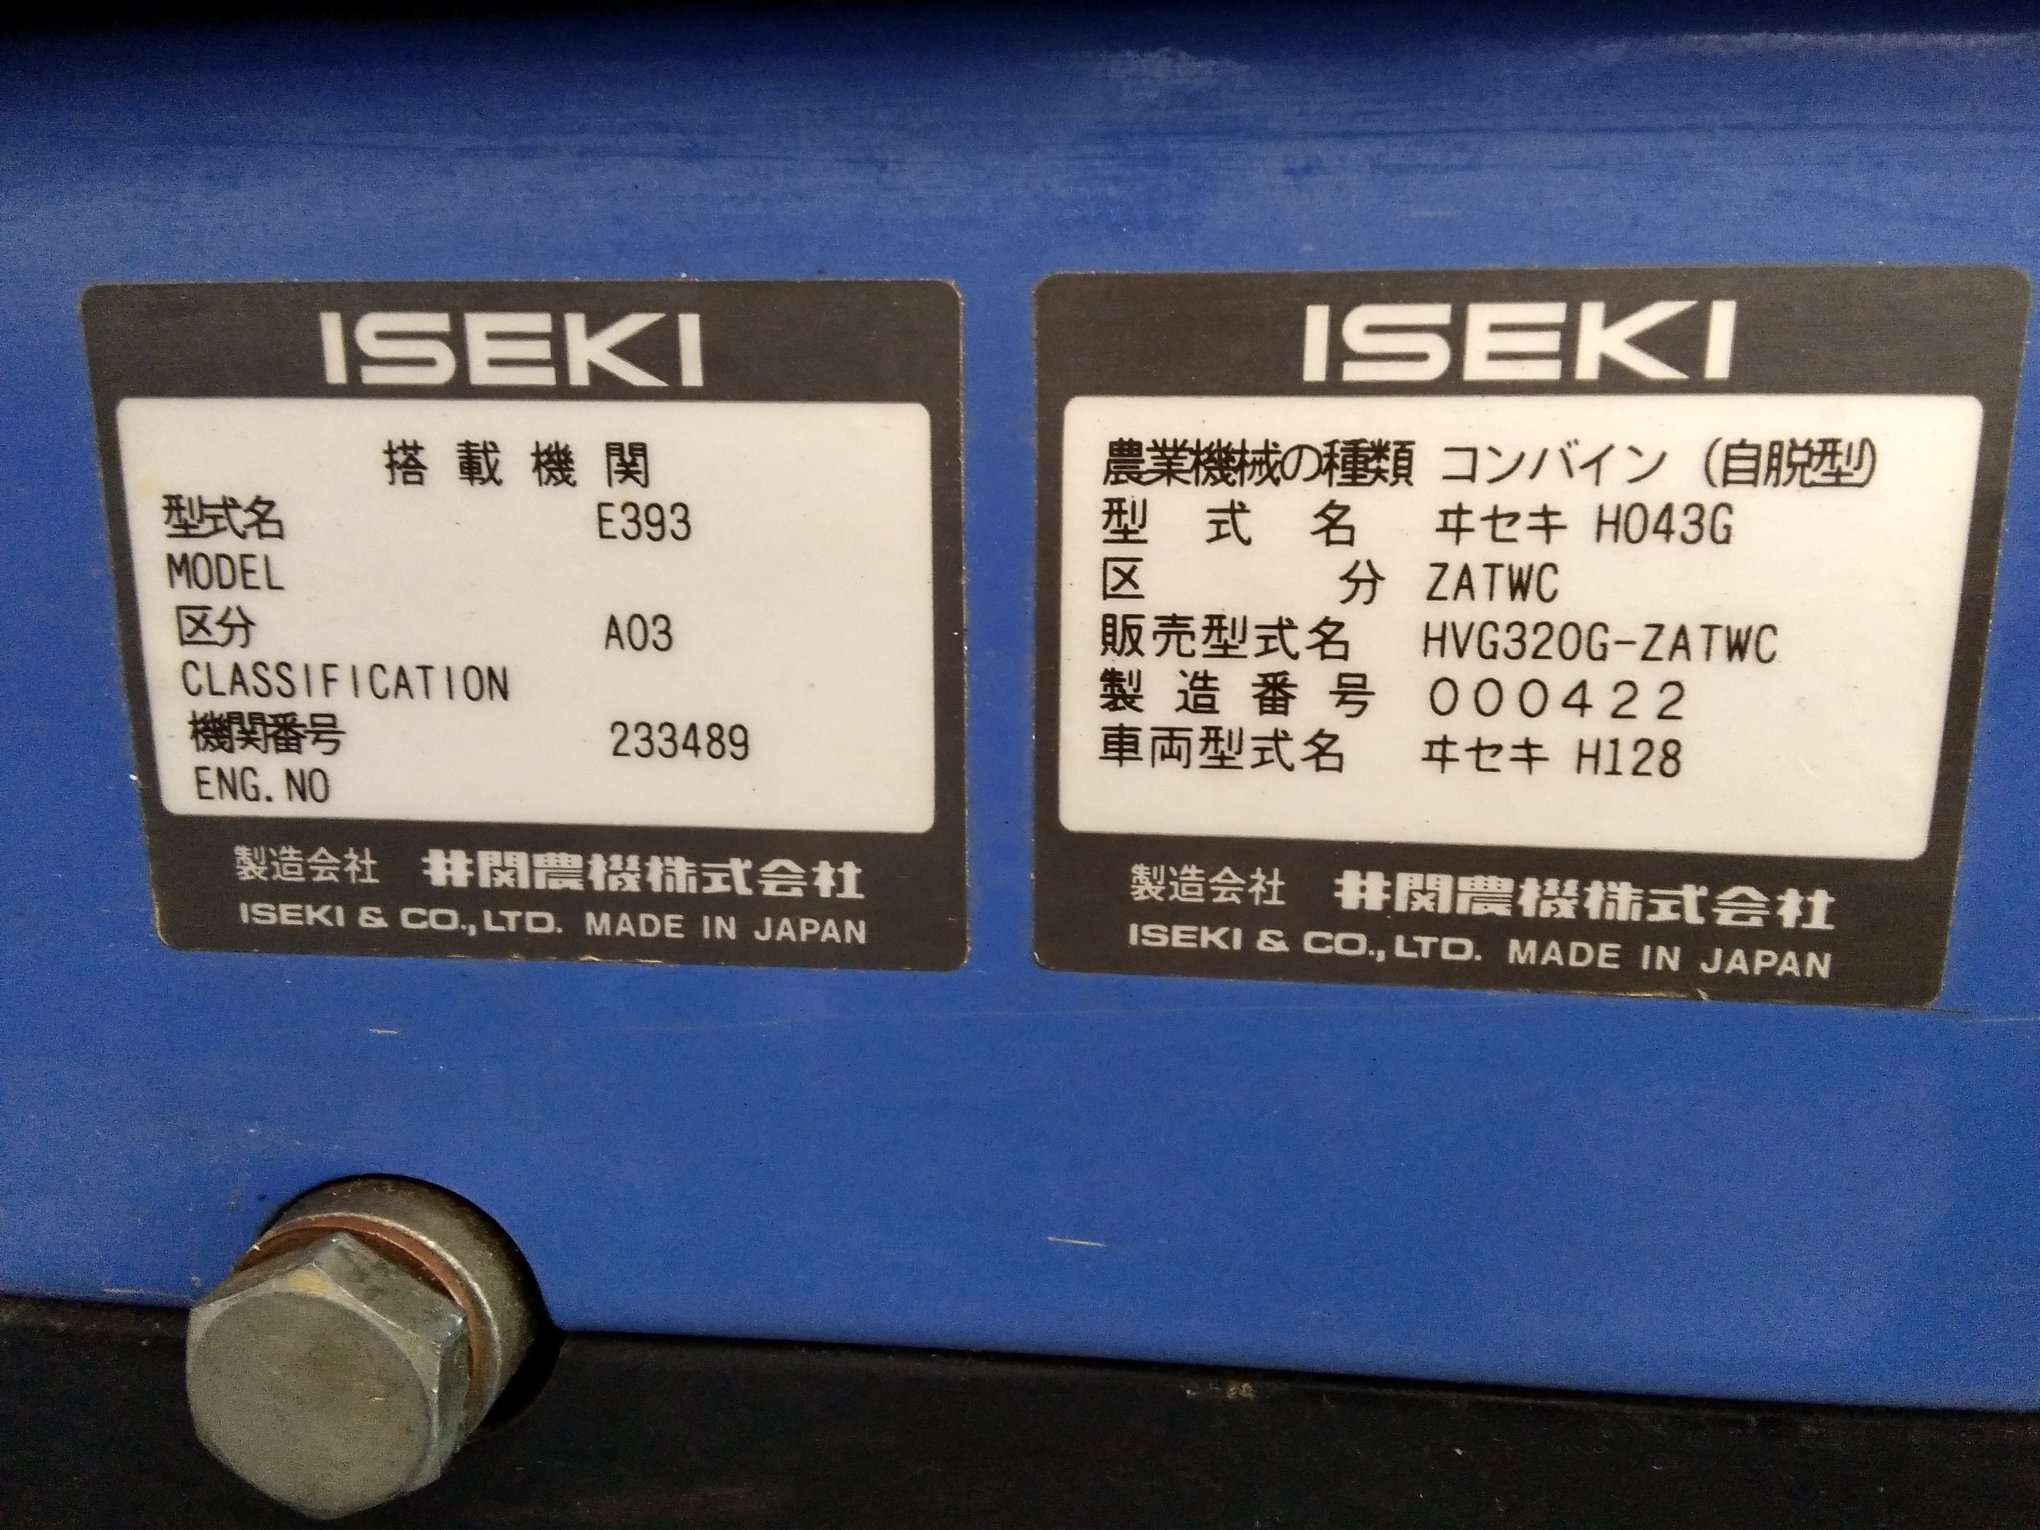 ISEKI
搭載機関
型式名 E393
MODEL
区分 A03
CLASSIFICATION
機関番号 233489
ENG.NO
製造会社 井関農機株式会社
ISEKI & CO.,LTD. MADE IN JAPAN
ISEKI
農業機械の種類 コンバイン(自脱型)
型式名 ヰセキ HO43G
区分 ZATWC
販売型式名 HVG320G-ZATWC
製造番号 000422
車両型式名 ヰセキ H128
製造会社 井関農機株式会社
ISEKI & CO.,LTD. MADE IN JAPAN